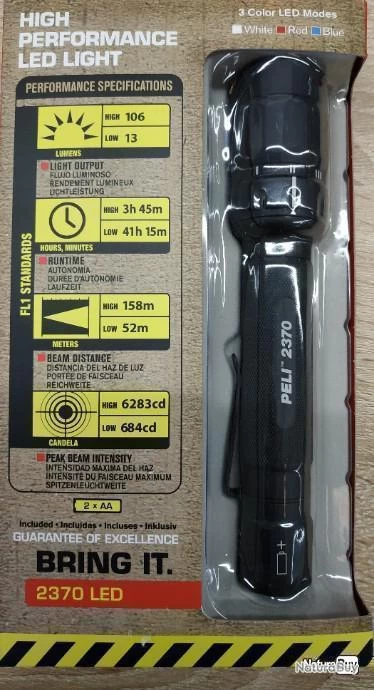 HIGH
PERFORMANCE
LED LIGHT
3 Color LED Modes
White Red Blue
PERFORMANCE SPECIFICATIONS
HIGH 106
LOW 13
LUMENS
LIGHT OUTPUT
FLUJO LUMINOSO
RENDEMENT LUMINEUX
LICHTLEISTUNG
HIGH 3h 45m
LOW 41h 15m
HOURS, MINUTES
RUNTIME
AUTONOMÍA
DURÉE D'AUTONOMIE
LAUFZEIT
FL1 STANDARDS
HIGH 158m
LOW 52m
METERS
BEAM DISTANCE
DISTANCIA DEL HAZ DE LUZ
PORTÉE DE FAISCEAU
REICHWEITE
HIGH 6283cd
LOW 684cd
CANDELA
PEAK BEAM INTENSITY
INTENSIDAD MÁXIMA DEL HAZ
INTENSITÉ DU FAISCEAU MAXIMUM
SPITZENLEUCHTWEITE
2 x AA
Included • Incluidas • Incluses • Inklusiv
GUARANTEE OF EXCELLENCE
BRING IT.
2370 LED
PELI™ 2370
+
NaturaBuy
NaturaBuy